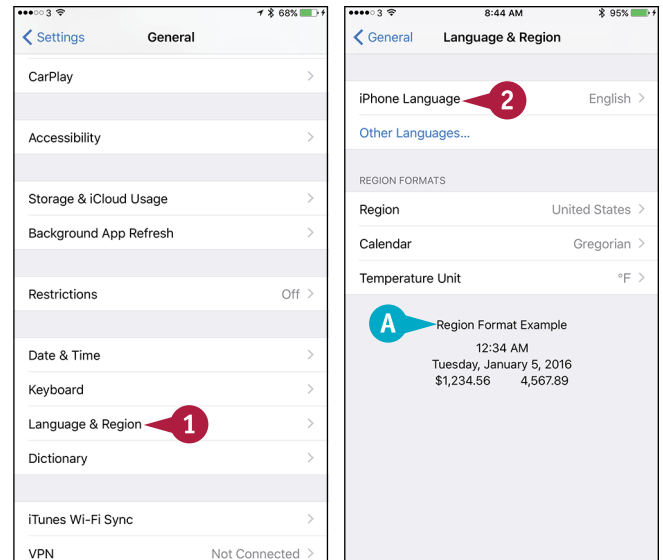 3 68%
Settings General
CarPlay
Accessibility
Storage & iCloud Usage
Background App Refresh
Restrictions Off
Date & Time
Keyboard
Language & Region 1
Dictionary
iTunes Wi-Fi Sync
VPN Not Connected
3 8:44 AM 95%
General Language & Region
iPhone Language 2 English
Other Languages...
REGION FORMATS
Region United States
Calendar Gregorian
Temperature Unit °F
A Region Format Example
12:34 AM
Tuesday, January 5, 2016
$1,234.56 4,567.89